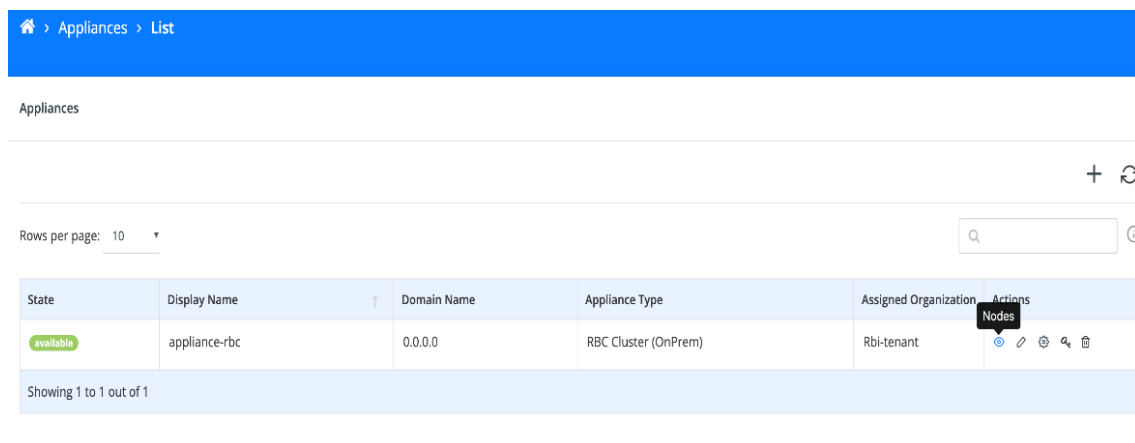 > Appliances > List
Appliances
Rows per page: 10
State Display Name ↑ Domain Name Appliance Type Assigned Organization Actions
Nodes
available appliance-rbc 0.0.0.0 RBC Cluster (OnPrem) Rbi-tenant
Showing 1 to 1 out of 1